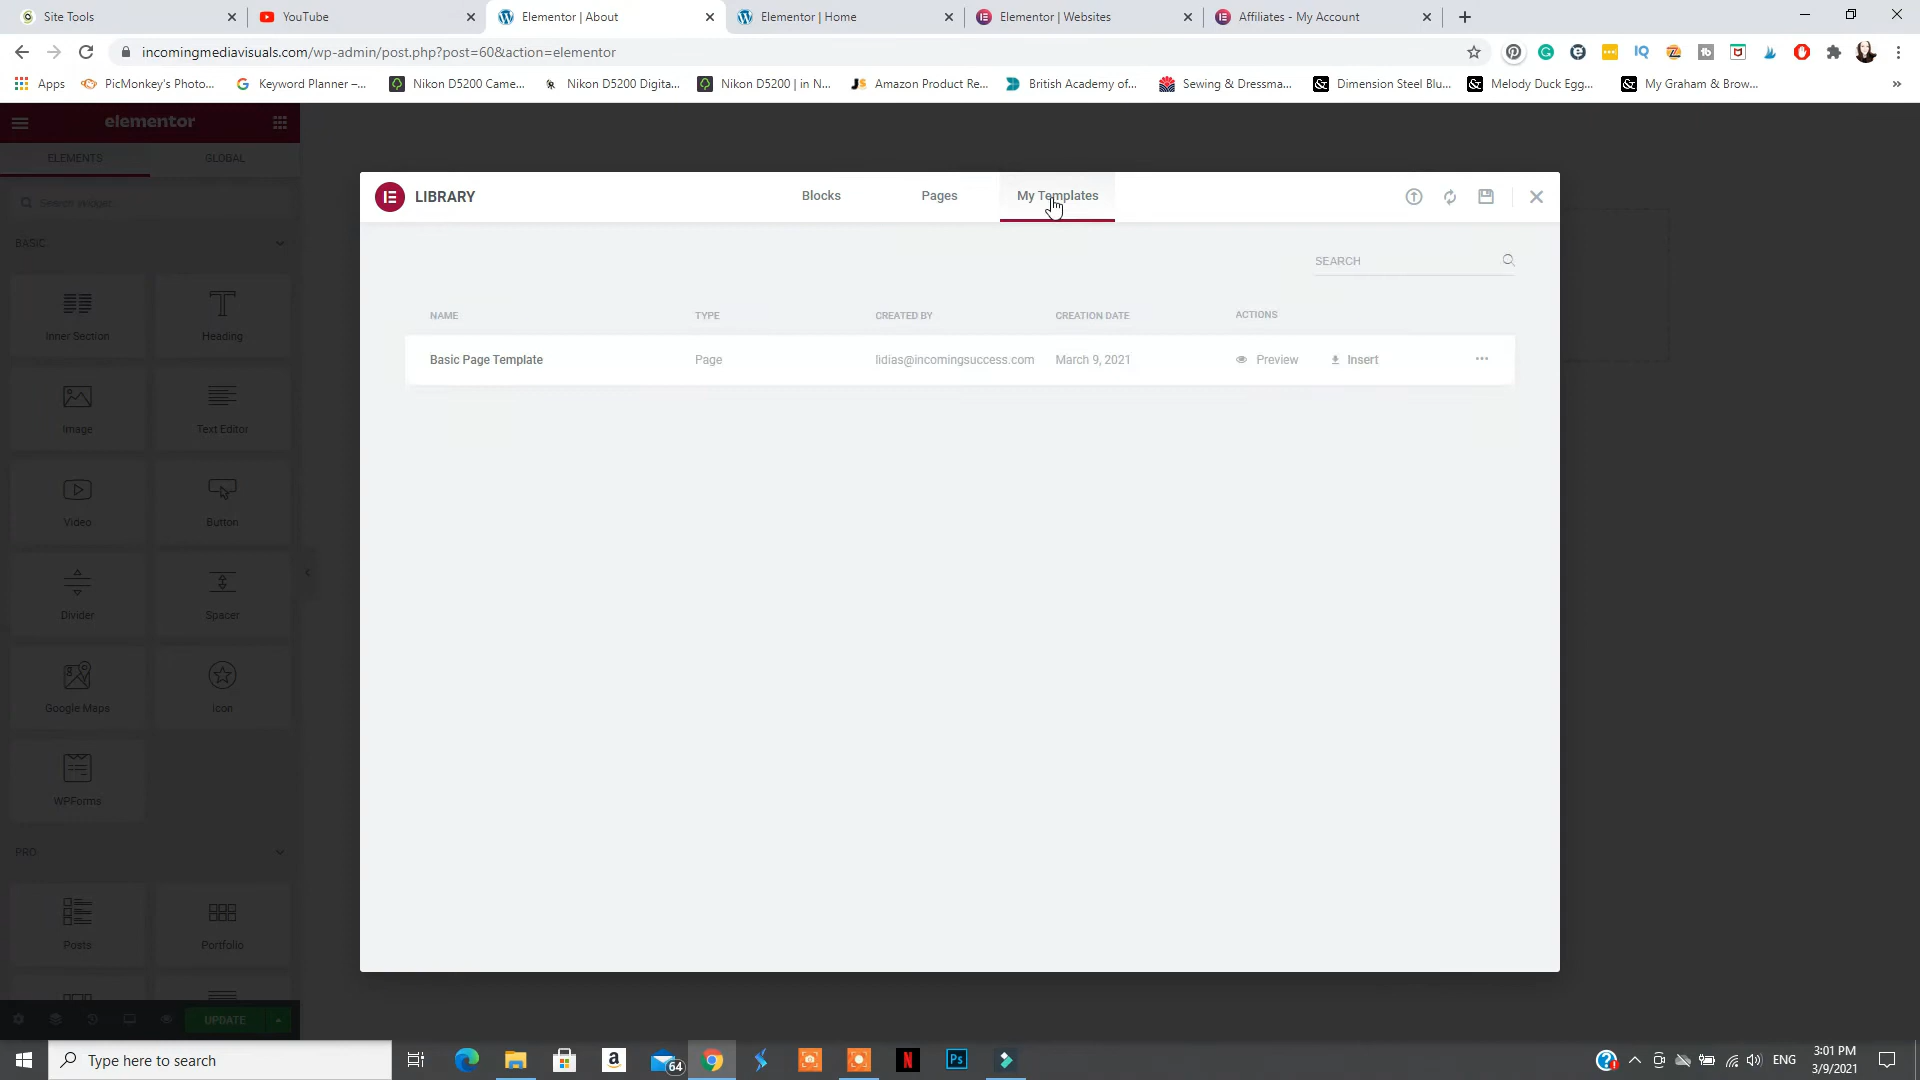 Site Tools
YouTube
Elementor | About
Elementor | Home
Elementor | Websites
Affiliates - My Account
incomingmediavisuals.com/wp-admin/post.php?post=60&action=elementor
Apps
PicMonkey's Photo...
Keyword Planner –...
Nikon D5200 Came...
Nikon D5200 Digita...
Nikon D5200 | in N...
Amazon Product Re...
British Academy of...
Sewing & Dressma...
Dimension Steel Blu...
Melody Duck Egg...
My Graham & Brow...
elementor
ELEMENTS
GLOBAL
Search Widget...
BASIC
Inner Section
Heading
Image
Text Editor
Video
Button
Divider
Spacer
Google Maps
Icon
WPForms
PRO
Posts
Portfolio
UPDATE
LIBRARY
Blocks
Pages
My Templates
SEARCH
NAME
TYPE
CREATED BY
CREATION DATE
ACTIONS
Basic Page Template
Page
lidias@incomingsuccess.com
March 9, 2021
Preview
Insert
Type here to search
64
Ps
ENG
3:01 PM
3/9/2021